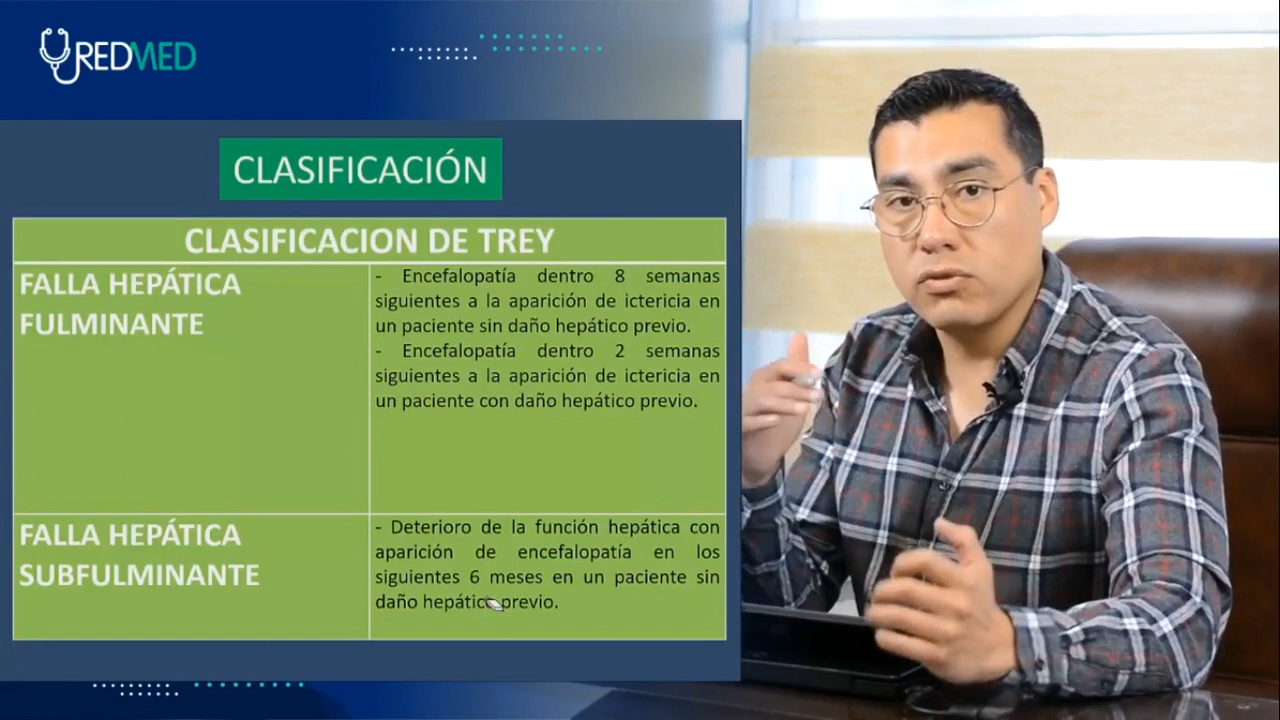 REDMED
CLASIFICACIÓN
CLASIFICACION DE TREY
FALLA HEPÁTICA
FULMINANTE
- Encefalopatía dentro 8 semanas
siguientes a la aparición de ictericia en
un paciente sin daño hepático previo.
- Encefalopatía dentro 2 semanas
siguientes a la aparición de ictericia en
un paciente con daño hepático previo.
FALLA HEPÁTICA
SUBFULMINANTE
- Deterioro de la función hepática con
aparición de encefalopatía en los
siguientes 6 meses en un paciente sin
daño hepático previo.